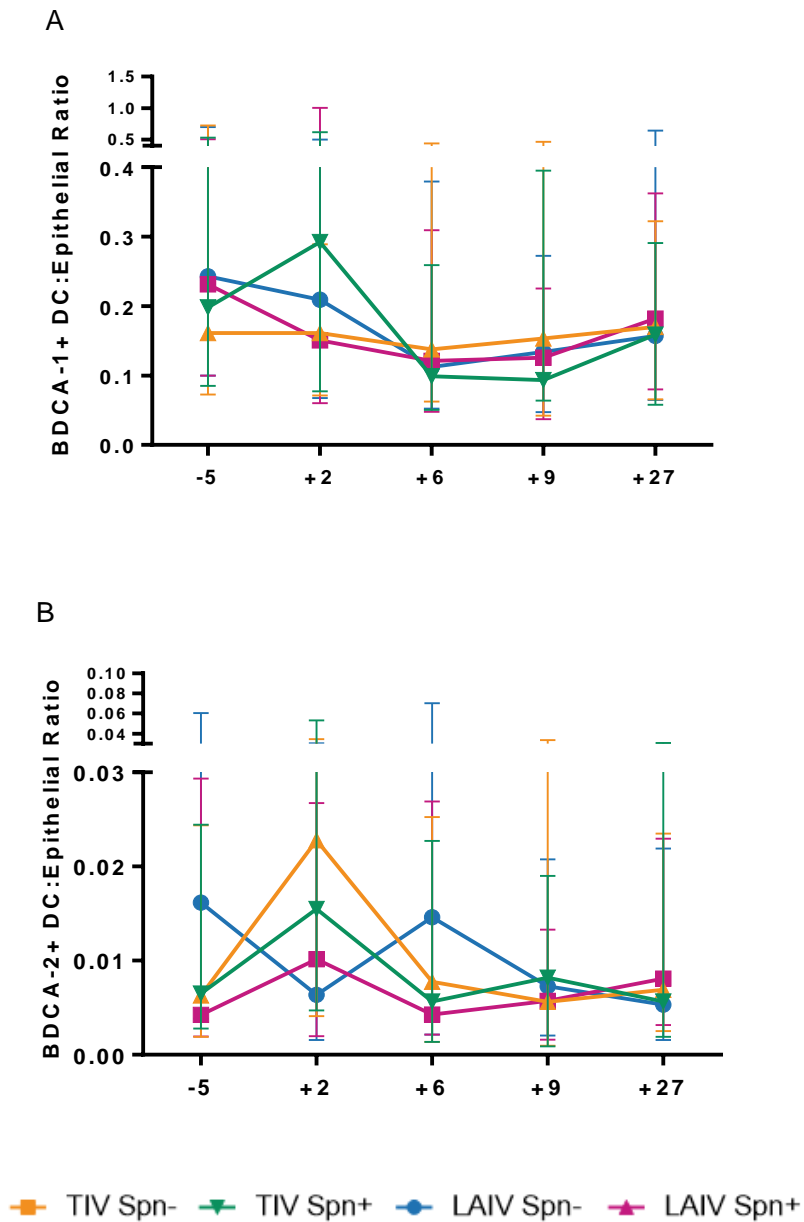 A
BDCA-1+ DC:Epithelial Ratio
1.5
1.0
0.5
0.4
0.3
0.2
0.1
0.0
-5 +2 +6 +9 +27
B
BDCA-2+ DC:Epithelial Ratio
0.10
0.08
0.06
0.04
0.03
0.02
0.01
0.00
-5 +2 +6 +9 +27
TIV Spn- TIV Spn+ LAIV Spn- LAIV Spn+